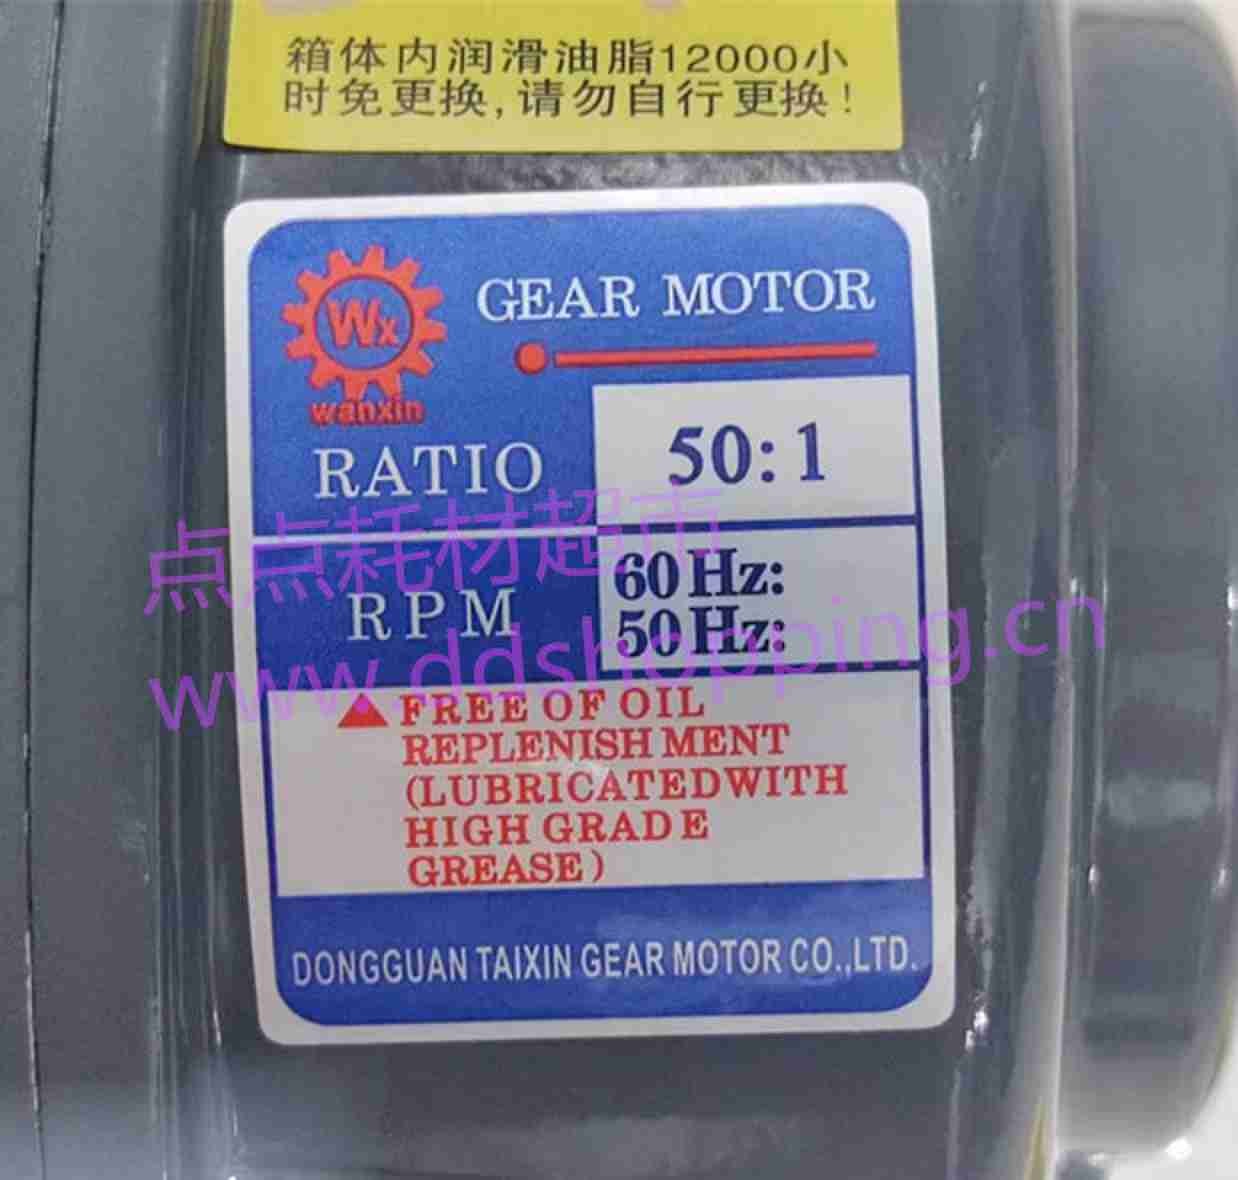 箱体内润滑油脂12000小
时免更换,请勿自行更换!
Wx
wanxin
GEAR MOTOR
RATIO
50:1
点点耗材超市
RPM
60Hz:
50Hz:
www.ddshopping.cn
FREE OF OIL
REPLENISH MENT
(LUBRICATEDWITH
HIGH GRADE
GREASE)
DONGGUAN TAIXIN GEAR MOTOR CO.,LTD.